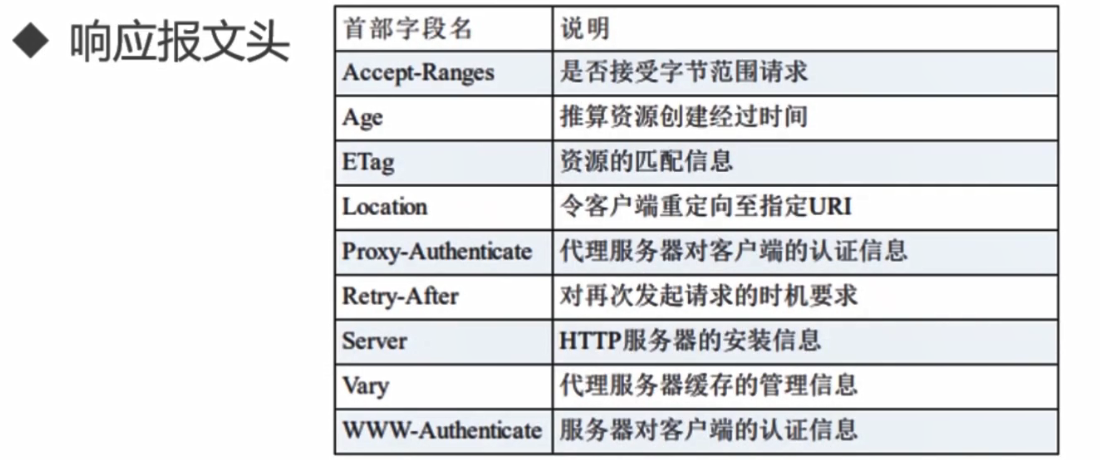 ◆ 响应报文头
首部字段名 说明
Accept-Ranges 是否接受字节范围请求
Age 推算资源创建经过时间
ETag 资源的匹配信息
Location 令客户端重定向至指定URI
Proxy-Authenticate 代理服务器对客户端的认证信息
Retry-After 对再次发起请求的时机要求
Server HTTP服务器的安装信息
Vary 代理服务器缓存的管理信息
WWW-Authenticate 服务器对客户端的认证信息